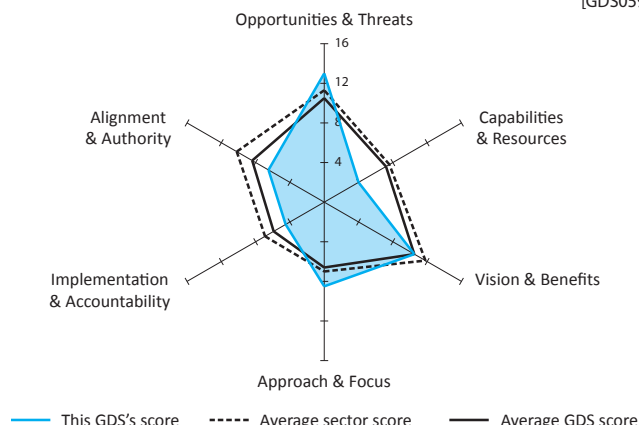 [GDS059
Opportunities & Threats
16
12
8
4
Alignment
& Authority
Capabilities
& Resources
Implementation
& Accountability
Vision & Benefits
Approach & Focus
This GDS's score
Average sector score
Average GDS score